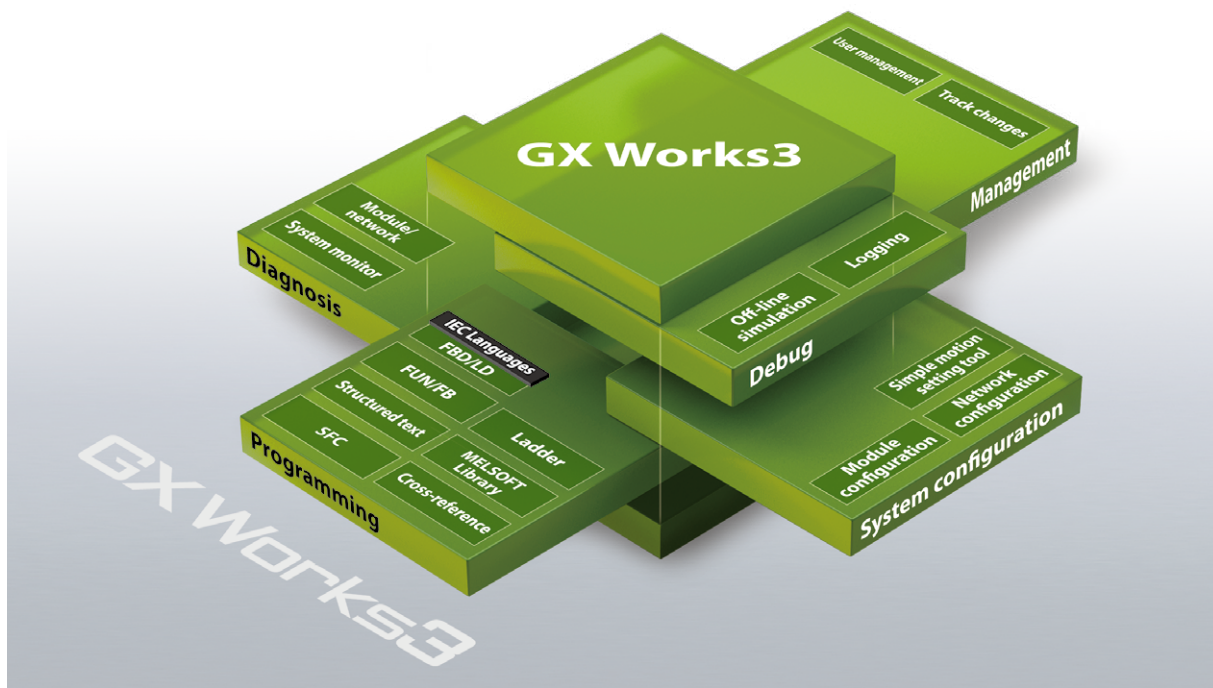 GX Works3
User management
Track changes
Management
Module/
network
System monitor
Diagnosis
Logging
Off-line
simulation
Debug
IEC Languages
FBD/LD
FUN/FB
Structured text
SFC
Ladder
MELSOFT
Library
Cross-reference
Programming
Simple motion
setting tool
Network
configuration
Module
configuration
System configuration
GX Works3